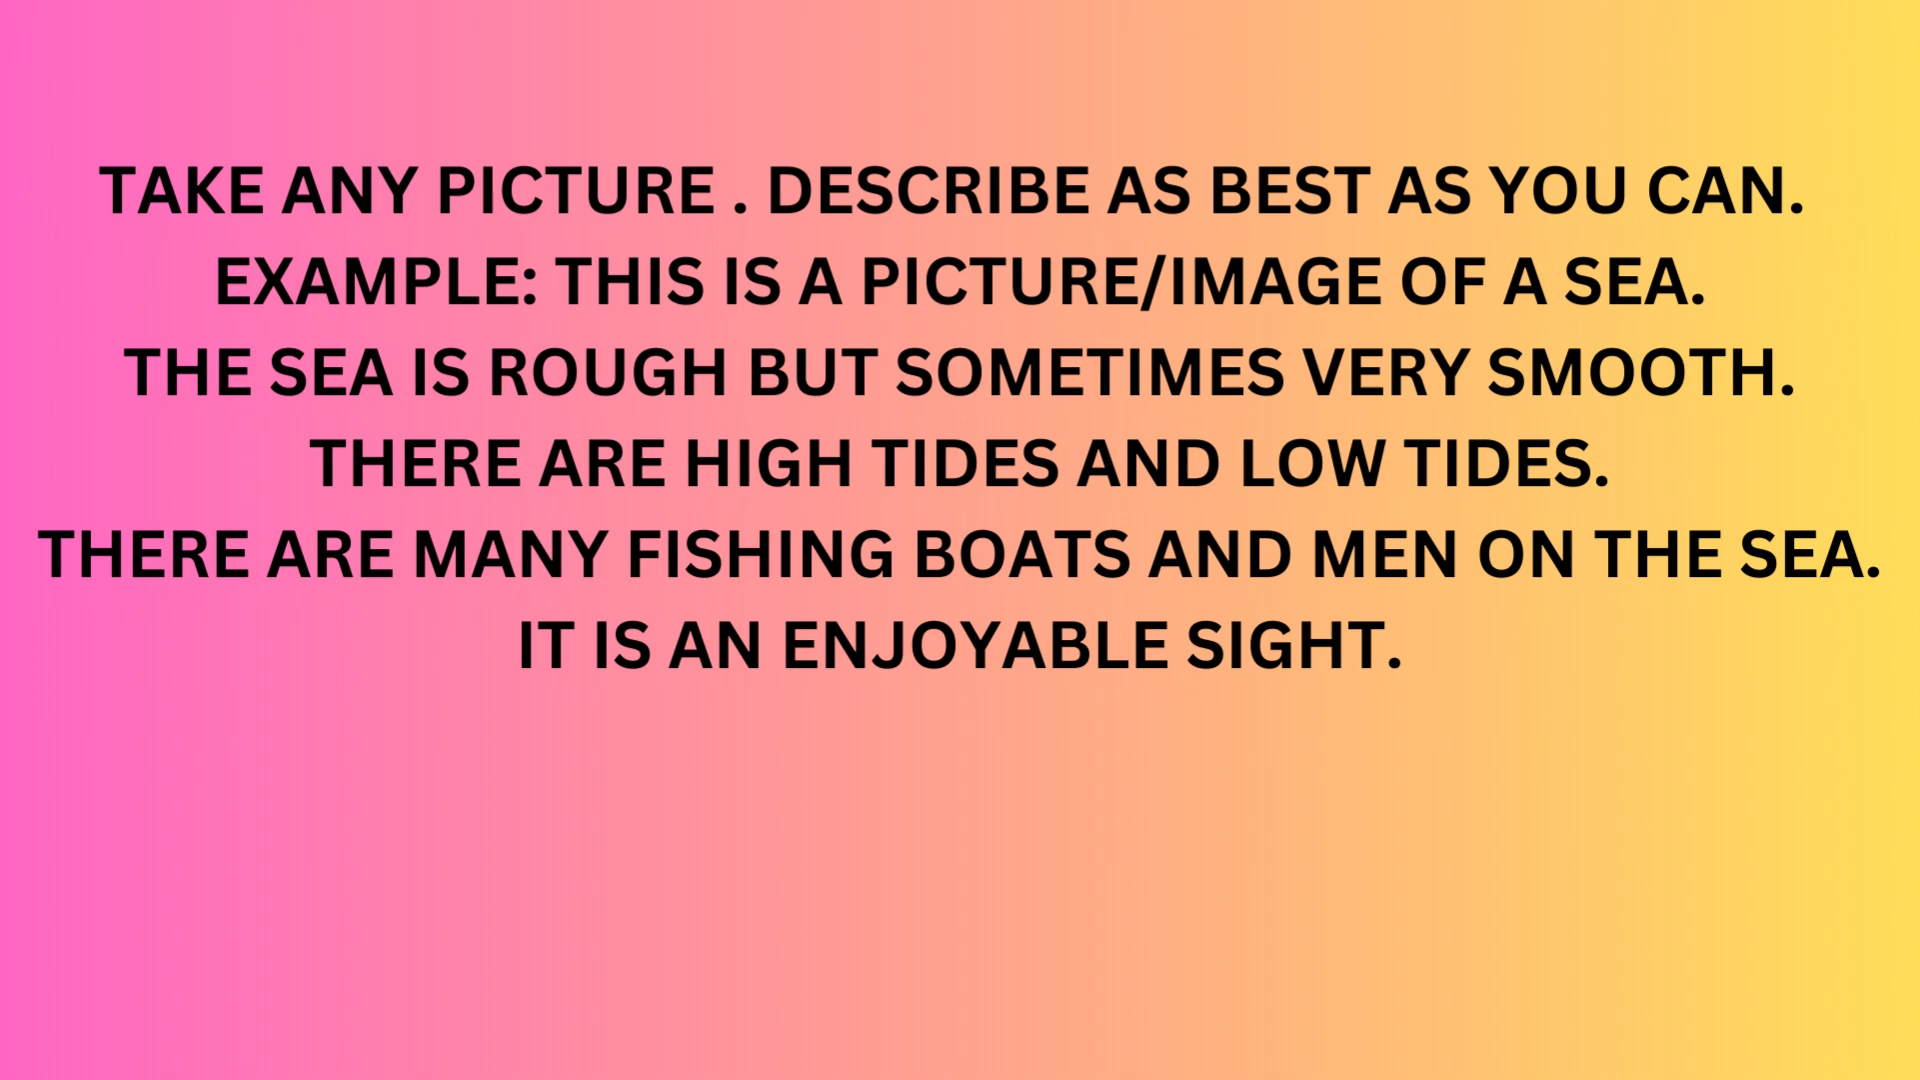 TAKE ANY PICTURE . DESCRIBE AS BEST AS YOU CAN.
EXAMPLE: THIS IS A PICTURE/IMAGE OF A SEA.
THE SEA IS ROUGH BUT SOMETIMES VERY SMOOTH.
THERE ARE HIGH TIDES AND LOW TIDES.
THERE ARE MANY FISHING BOATS AND MEN ON THE SEA.
IT IS AN ENJOYABLE SIGHT.